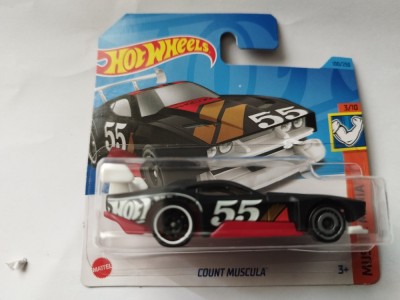 HOT WHEELS
3/10
55
55
HOT
55
MATTEL
COUNT MUSCULA
3+